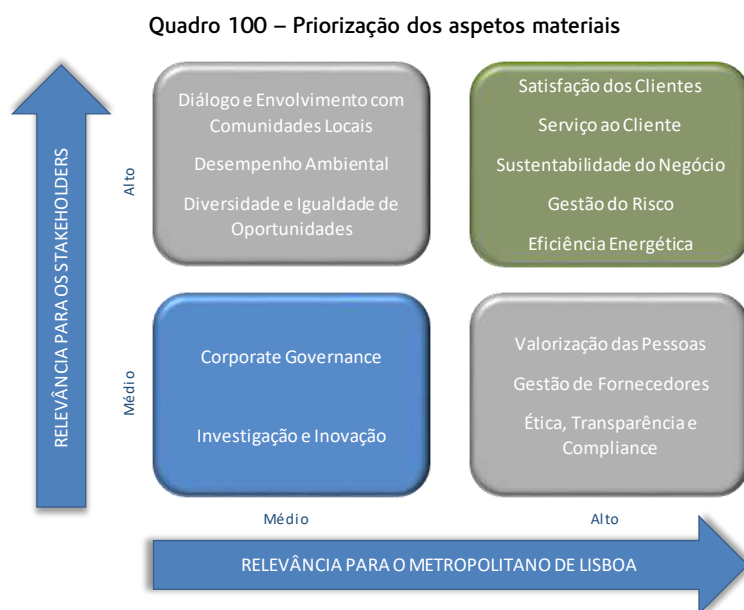 Quadro 100 – Priorização dos aspetos materiais
RELEVÂNCIA PARA OS STAKEHOLDERS
Alto
Diálogo e Envolvimento com
Comunidades Locais
Desempenho Ambiental
Diversidade e Igualdade de
Oportunidades
Satisfação dos Clientes
Serviço ao Cliente
Sustentabilidade do Negócio
Gestão do Risco
Eficiência Energética
Médio
Corporate Governance
Investigação e Inovação
Valorização das Pessoas
Gestão de Fornecedores
Ética, Transparência e
Compliance
Médio
Alto
RELEVÂNCIA PARA O METROPOLITANO DE LISBOA